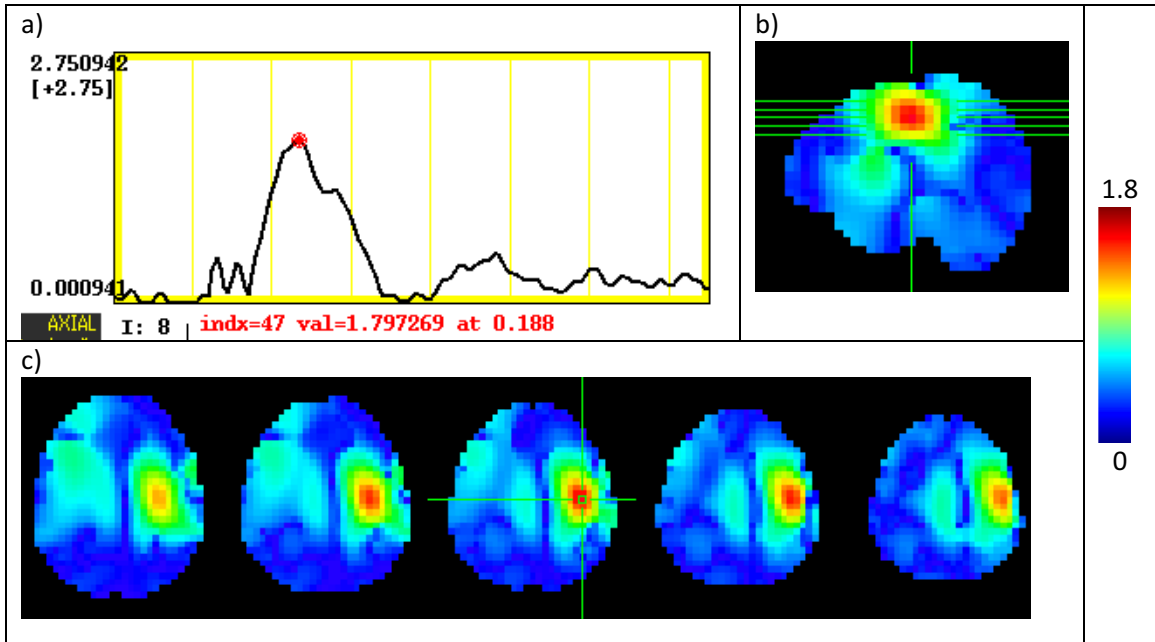 a)
2.750942
[+2.75]
0.000941
AXIAL
I: 8
indx=47 val=1.797269 at 0.188
b)
1.8
0
c)